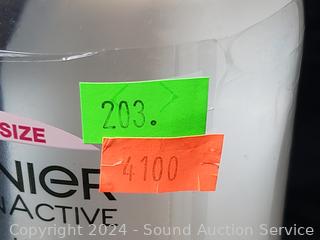 203.
SIZE
4100
NIER
NACTIVE
Copyright 2024 - Sound Auction Service